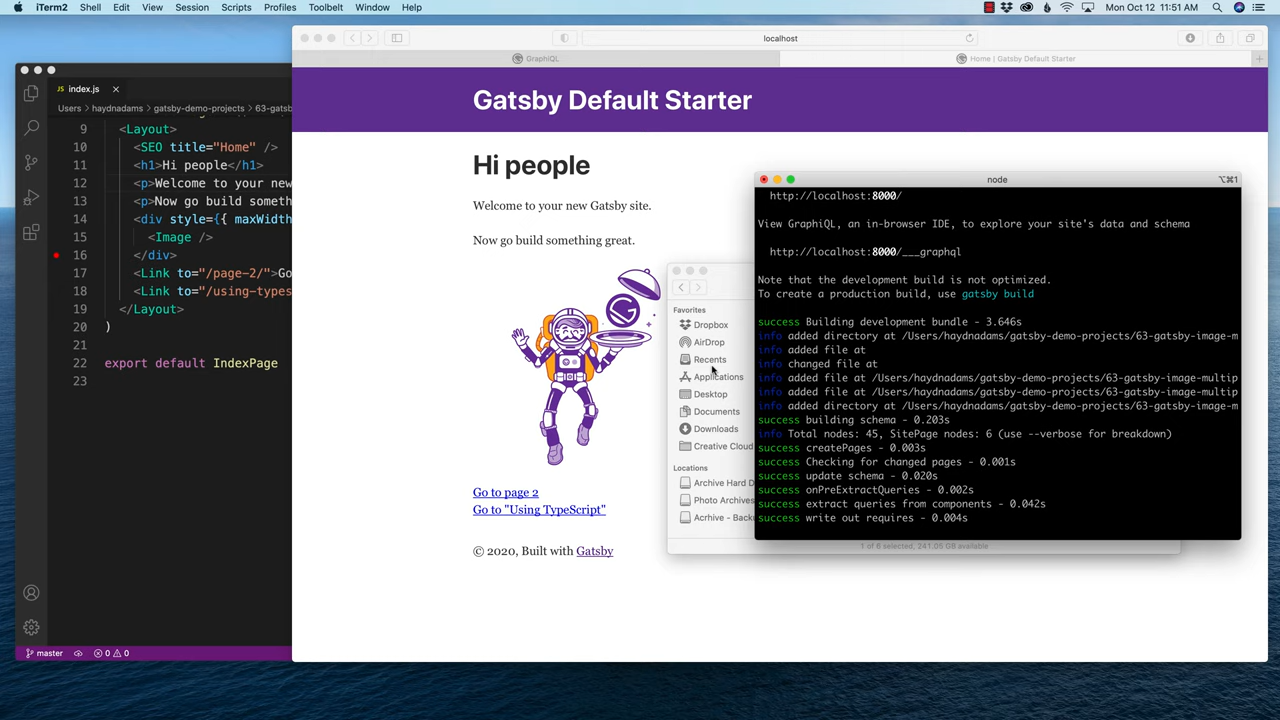 iTerm2 Shell Edit View Session Scripts Profiles Toolbelt Window Help
Mon Oct 12 11:51 AM
index.js
Users haydnadams gatsby-demo-projects 63-gatsb
9 <Layout>
10 <SEO title="Home" />
11 <h1>Hi people</h1>
12 <p>Welcome to your new
13 <p>Now go build someth
14 <div style={{ maxWidth
15 <Image />
16 </div>
17 <Link to="/page-2/">Go
18 <Link to="/using-types
19 </Layout>
20 )
21
22 export default IndexPage
23
master 0 0
localhost
GraphiQL
Home | Gatsby Default Starter
Gatsby Default Starter
Hi people
Welcome to your new Gatsby site.
Now go build something great.
Go to page 2
Go to "Using TypeScript"
© 2020, Built with Gatsby
Favorites
Dropbox
AirDrop
Recents
Applications
Desktop
Documents
Downloads
Creative Cloud
Locations
Archive Hard D
Photo Archives
Acrhive - Back
1 of 6 selected, 241.05 GB available
node
⌥⌘1
http://localhost:8000/
View GraphiQL, an in-browser IDE, to explore your site's data and schema
http://localhost:8000/___graphql
Note that the development build is not optimized.
To create a production build, use gatsby build
success Building development bundle - 3.646s
info added directory at /Users/haydnadams/gatsby-demo-projects/63-gatsby-image-m
info added file at
info changed file at
info added file at /Users/haydnadams/gatsby-demo-projects/63-gatsby-image-multip
info added file at /Users/haydnadams/gatsby-demo-projects/63-gatsby-image-multip
info added directory at /Users/haydnadams/gatsby-demo-projects/63-gatsby-image-m
success building schema - 0.203s
info Total nodes: 45, SitePage nodes: 6 (use --verbose for breakdown)
success createPages - 0.003s
success Checking for changed pages - 0.001s
success update schema - 0.020s
success onPreExtractQueries - 0.002s
success extract queries from components - 0.042s
success write out requires - 0.004s